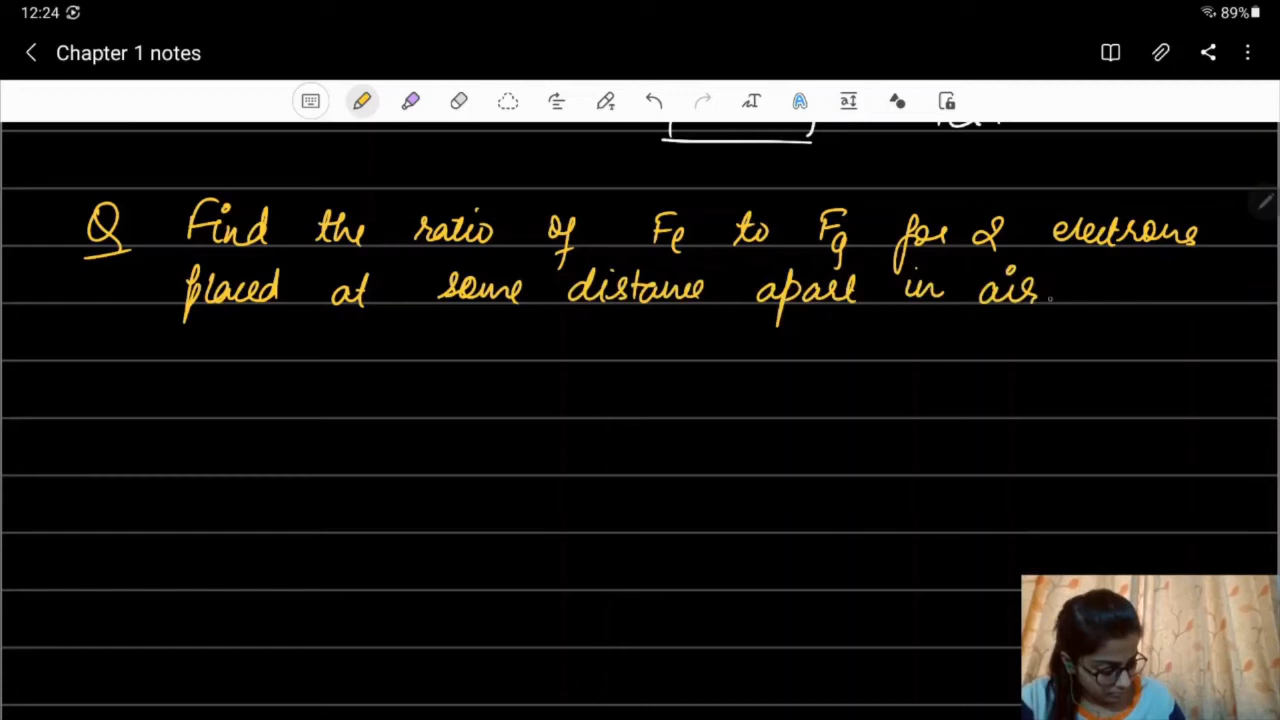 12:24
89%
Chapter 1 notes
Q Find the ratio of Fe to Fg for 2 electrons
placed at some distance apart in air.